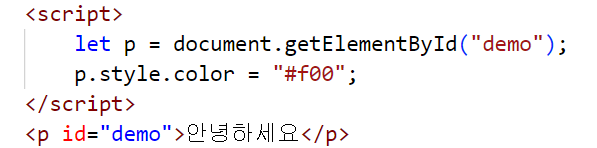 <script>
    let p = document.getElementById("demo");
    p.style.color = "#f00";
</script>
<p id="demo">안녕하세요</p>